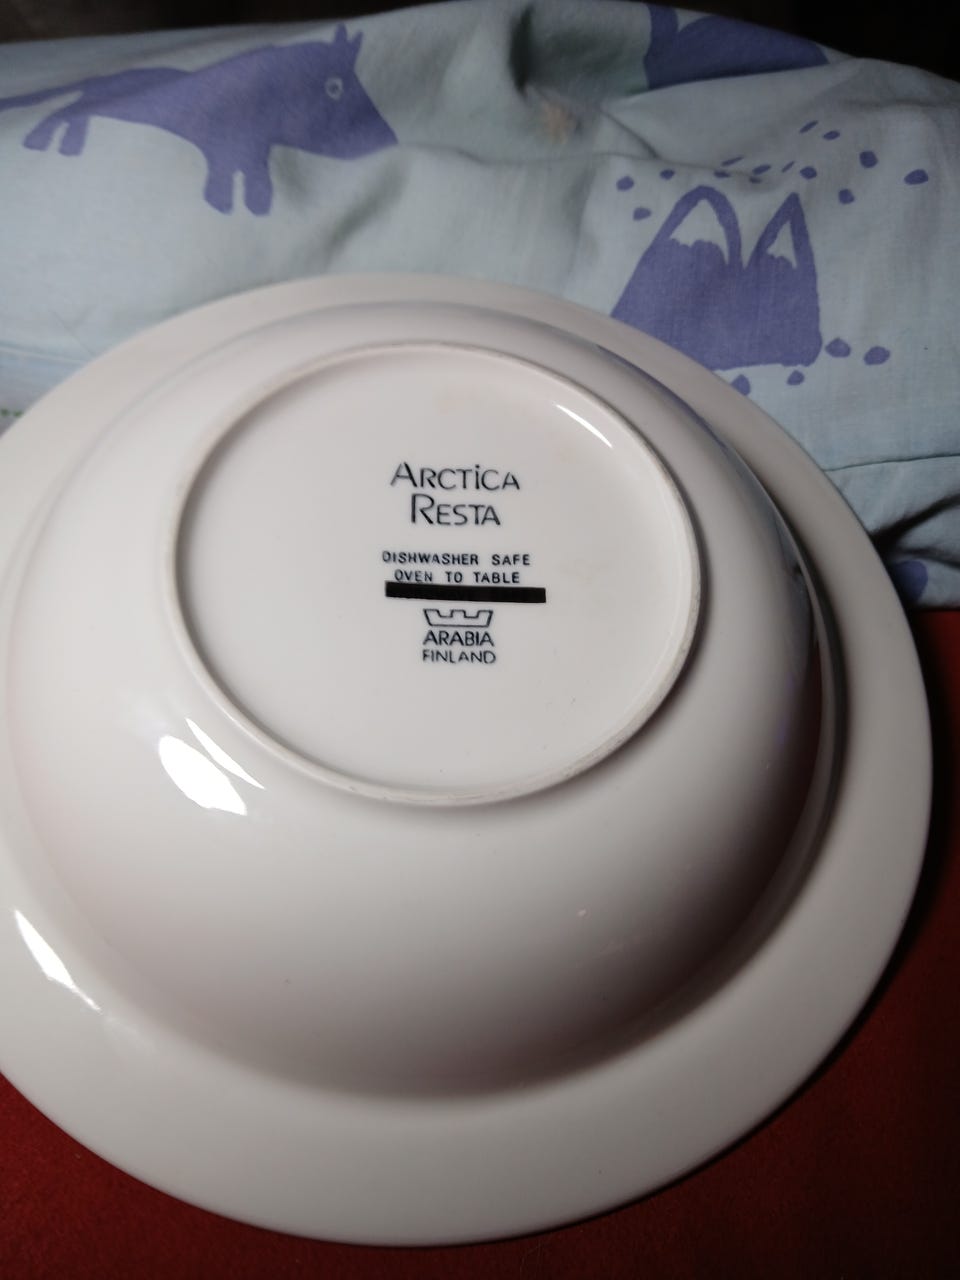 ARCTiCA
RESTA
DISHWASHER SAFE
OVEN TO TABLE
ARABIA
FINLAND